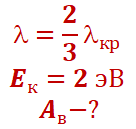 λ = 2/3 λкр
Eк = 2 эВ
Aв – ?